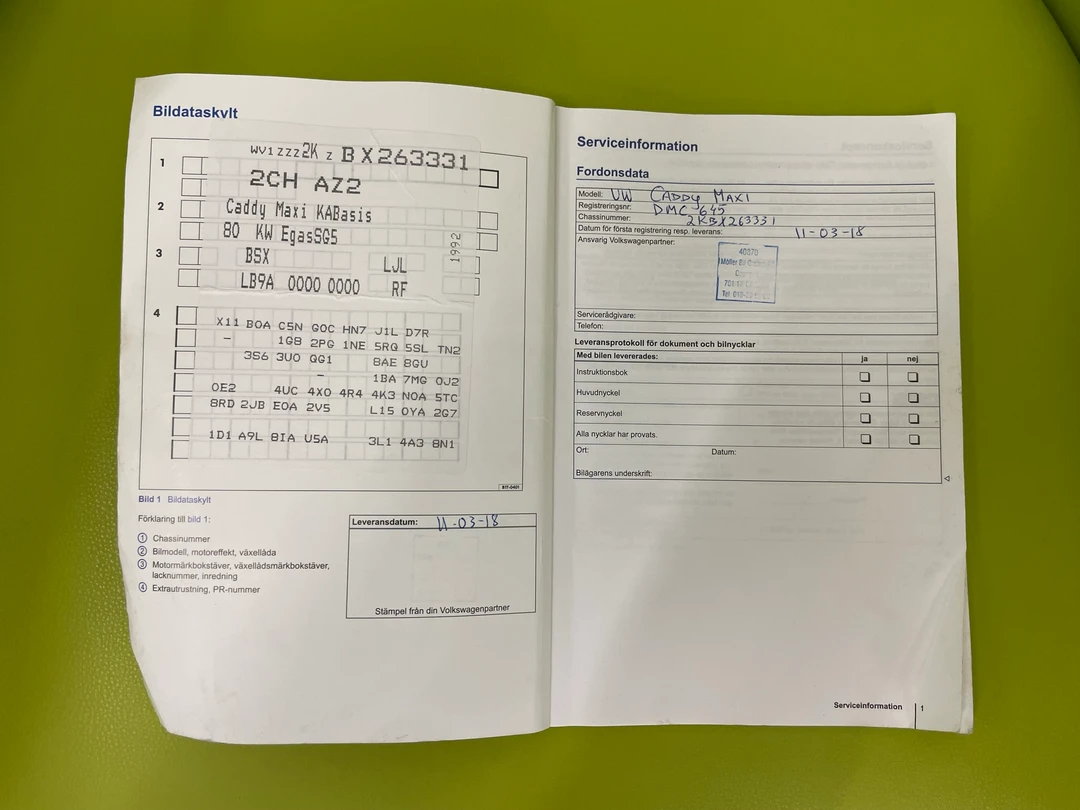 Bildataskylt
1
WV1ZZZ2K Z BX263331
2CH AZ2
2
Caddy Maxi KABasis
80 KW EgasSG5
1992
3
BSX LJL
LB9A 0000 0000 RF
4
X11 B0A C5N G0C HN7 J1L D7R
– 1G8 2PG 1NE 5RQ 5SL TN2
3S6 3U0 QG1 8AE 8GU
– 1BA 7MG 0J2
0E2 4UC 4X0 4R4 4K3 N0A 5TC
8RD 2JB E0A 2V5 L15 0YA 2G7
1D1 A9L 8IA U5A 3L1 4A3 8N1
Bild 1 Bildataskylt
Förklaring till bild 1:
① Chassinummer
② Bilmodell, motoreffekt, växellåda
③ Motormärkbokstäver, växellådsmärkbokstäver,
lacknummer, inredning
④ Extrautrustning, PR-nummer
Leveransdatum: 11-03-18
Stämpel från din Volkswagenpartner
Serviceinformation
Fordonsdata
Modell: VW CADDY MAXI
Registreringsnr: DMC 645
Chassinummer: 2KBX263331
Datum för första registrering resp. leverans: 11-03-18
Ansvarig Volkswagenpartner:
40370
Möller Bil
Tel. 010-
Servicerådgivare:
Telefon:
Leveransprotokoll för dokument och bilnycklar
Med bilen levererades: ja nej
Instruktionsbok
Huvudnyckel
Reservnyckel
Alla nycklar har provats.
Ort: Datum:
Bilägarens underskrift:
Serviceinformation 1